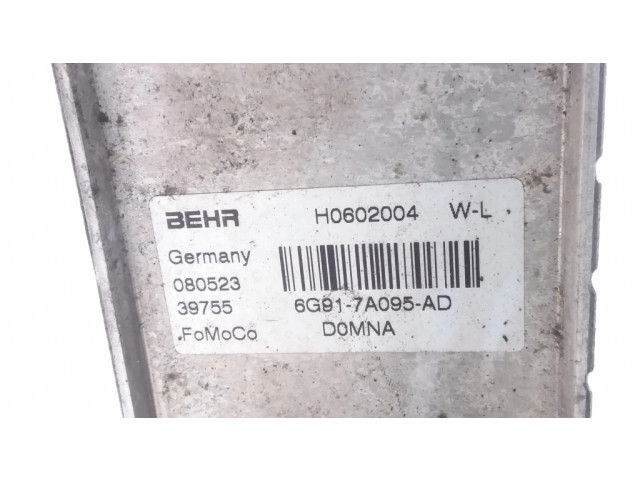 BEHR H0602004 W-L
Germany
080523
39755 6G91-7A095-AD
FoMoCo D0MNA